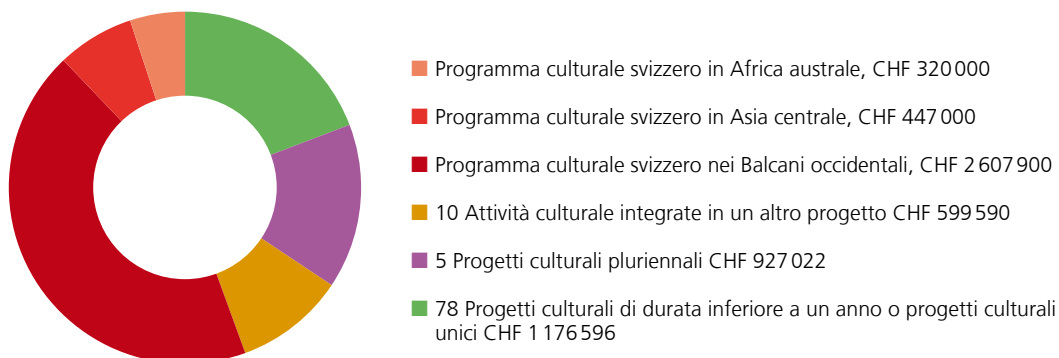 Programma culturale svizzero in Africa australe, CHF 320 000
Programma culturale svizzero in Asia centrale, CHF 447 000
Programma culturale svizzero nei Balcani occidentali, CHF 2 607 900
10 Attività culturale integrate in un altro progetto CHF 599 590
5 Progetti culturali pluriennali CHF 927 022
78 Progetti culturali di durata inferiore a un anno o progetti culturali
unici CHF 1 176 596